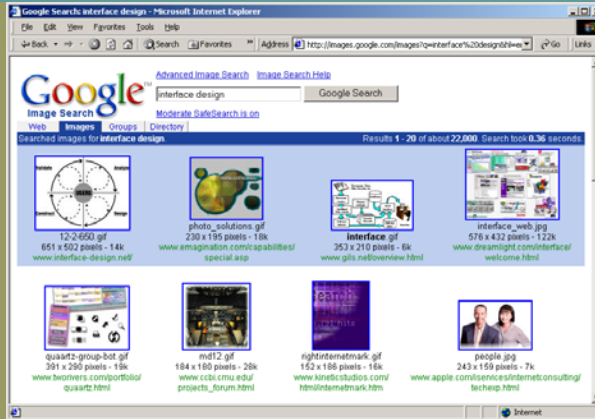 Google Search: interface design - Microsoft Internet Explorer
File Edit View Favorites Tools Help
Back Search Favorites Address http://images.google.com/images?q=interface%20design&hl=en Go Links
Advanced Image Search Image Search Help
Google™
Image Search
interface design Google Search
Moderate SafeSearch is on
Web Images Groups Directory
Searched images for interface design. Results 1 - 20 of about 22,000. Search took 0.36 seconds.
Validate Analyze
Construct Design
12-2-650.gif
651 x 502 pixels - 14k
www.interface-design.net/
photo_solutions.gif
230 x 195 pixels - 18k
www.emagination.com/capabilities/
special.asp
interface.gif
353 x 210 pixels - 6k
www.gils.net/overview.html
interface_web.jpg
576 x 432 pixels - 122k
www.dreamlight.com/interface/
welcome.html
quaartz-group-bot.gif
391 x 290 pixels - 19k
www.tworivers.com/portfolio/
quaartz.html
md12.gif
184 x 180 pixels - 28k
www.ccbi.cmu.edu/
projects_forum.html
search
rightinternetmark.gif
152 x 186 pixels - 16k
www.kineticstudios.com/
html/internetmark.htm
people.jpg
243 x 159 pixels - 7k
www.apple.com/iservices/internetconsulting/
techexp.html
Internet